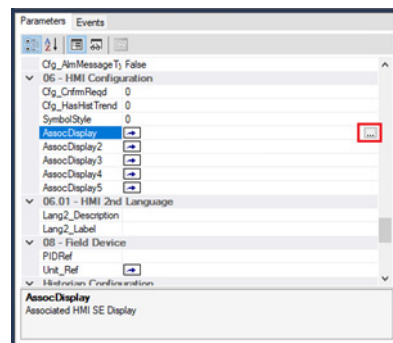 Parameters Events
Cfg_AlmMessageTy False
06 - HMI Configuration
Cfg_CnfrmReqd 0
Cfg_HasHistTrend 0
SymbolStyle 0
AssocDisplay ...
AssocDisplay2
AssocDisplay3
AssocDisplay4
AssocDisplay5
06.01 - HMI 2nd Language
Lang2_Description
Lang2_Label
08 - Field Device
PIDRef
Unit_Ref
Historian Configuration
AssocDisplay
Associated HMI SE Display